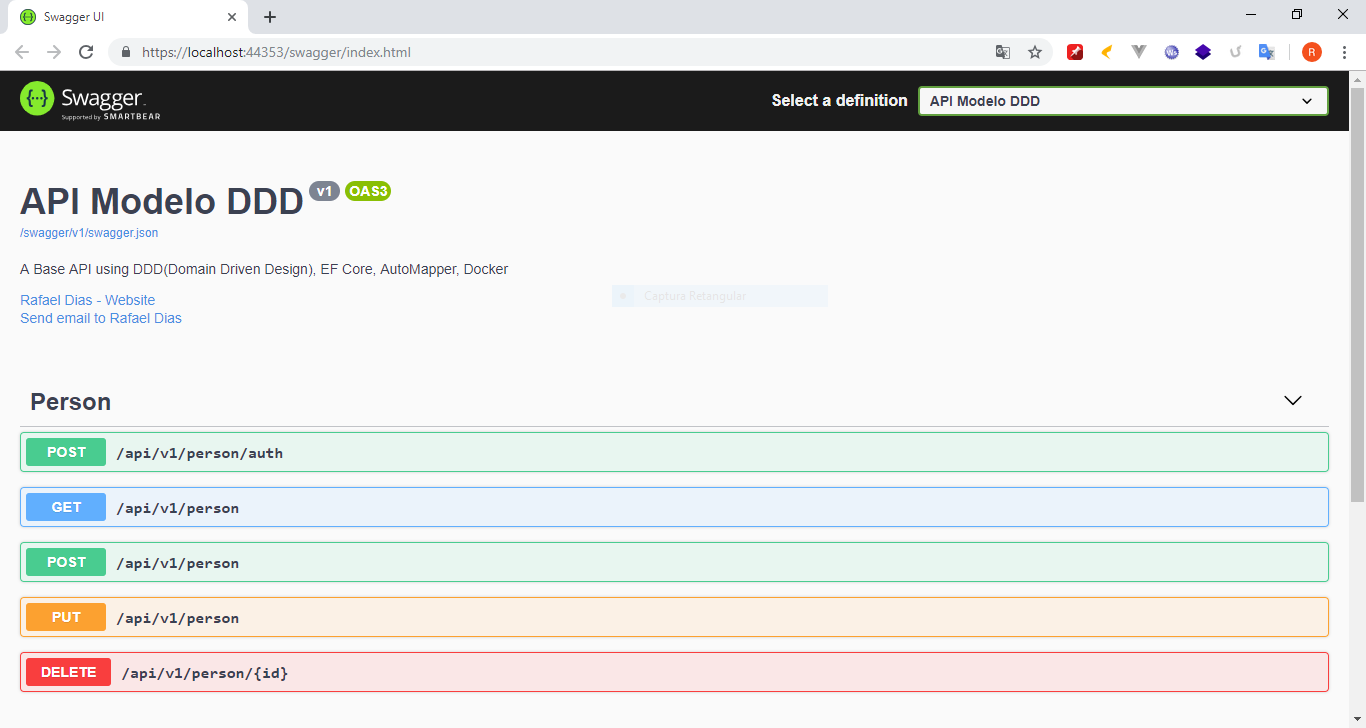 Swagger UI
https://localhost:44353/swagger/index.html
R
Swagger.
Supported by SMARTBEAR
Select a definition
API Modelo DDD
API Modelo DDD v1 OAS3
/swagger/v1/swagger.json
A Base API using DDD(Domain Driven Design), EF Core, AutoMapper, Docker
Captura Retangular
Rafael Dias - Website
Send email to Rafael Dias
Person
POST /api/v1/person/auth
GET /api/v1/person
POST /api/v1/person
PUT /api/v1/person
DELETE /api/v1/person/{id}